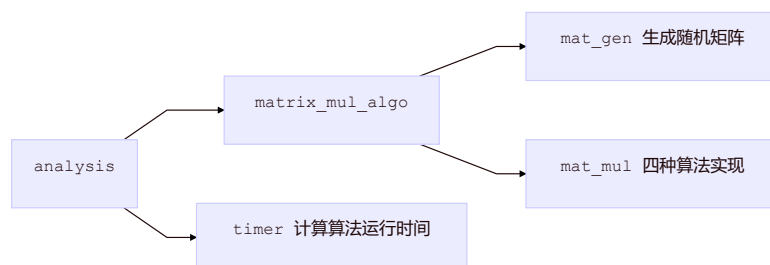 mat_gen 生成随机矩阵
matrix_mul_algo
analysis
mat_mul 四种算法实现
timer 计算算法运行时间